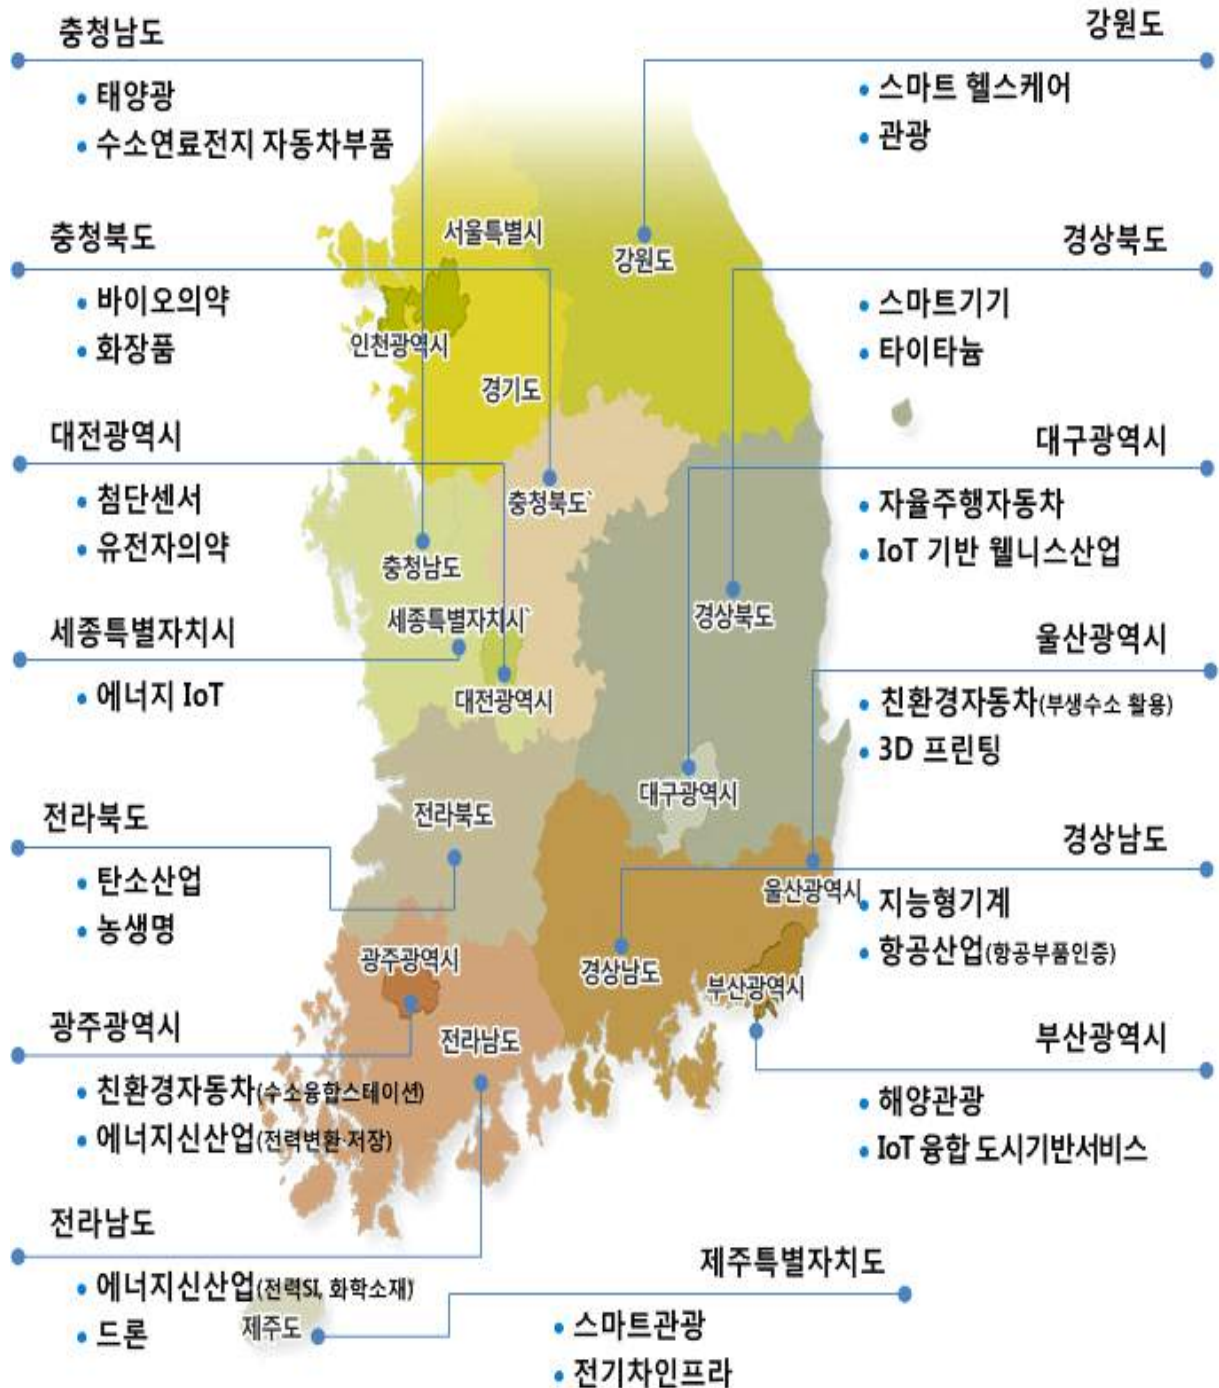 충청남도
• 태양광
• 수소연료전지 자동차부품
충청북도
• 바이오의약
• 화장품
대전광역시
• 첨단센서
• 유전자의약
세종특별자치시
• 에너지 IoT
전라북도
• 탄소산업
• 농생명
광주광역시
• 친환경자동차(수소융합스테이션)
• 에너지신산업(전력변환·저장)
전라남도
• 에너지신산업(전력SI, 화학소재)
• 드론
강원도
• 스마트 헬스케어
• 관광
경상북도
• 스마트기기
• 타이타늄
대구광역시
• 자율주행자동차
• IoT 기반 웰니스산업
울산광역시
• 친환경자동차(부생수소 활용)
• 3D 프린팅
경상남도
• 지능형기계
• 항공산업(항공부품인증)
부산광역시
• 해양관광
• IoT 융합 도시기반서비스
제주특별자치도
• 스마트관광
• 전기차인프라
서울특별시
강원도
인천광역시
경기도
충청북도`
충청남도
세종특별자치시`
경상북도
대전광역시
대구광역시
전라북도
울산광역시
광주광역시
경상남도
부산광역시
전라남도
제주도